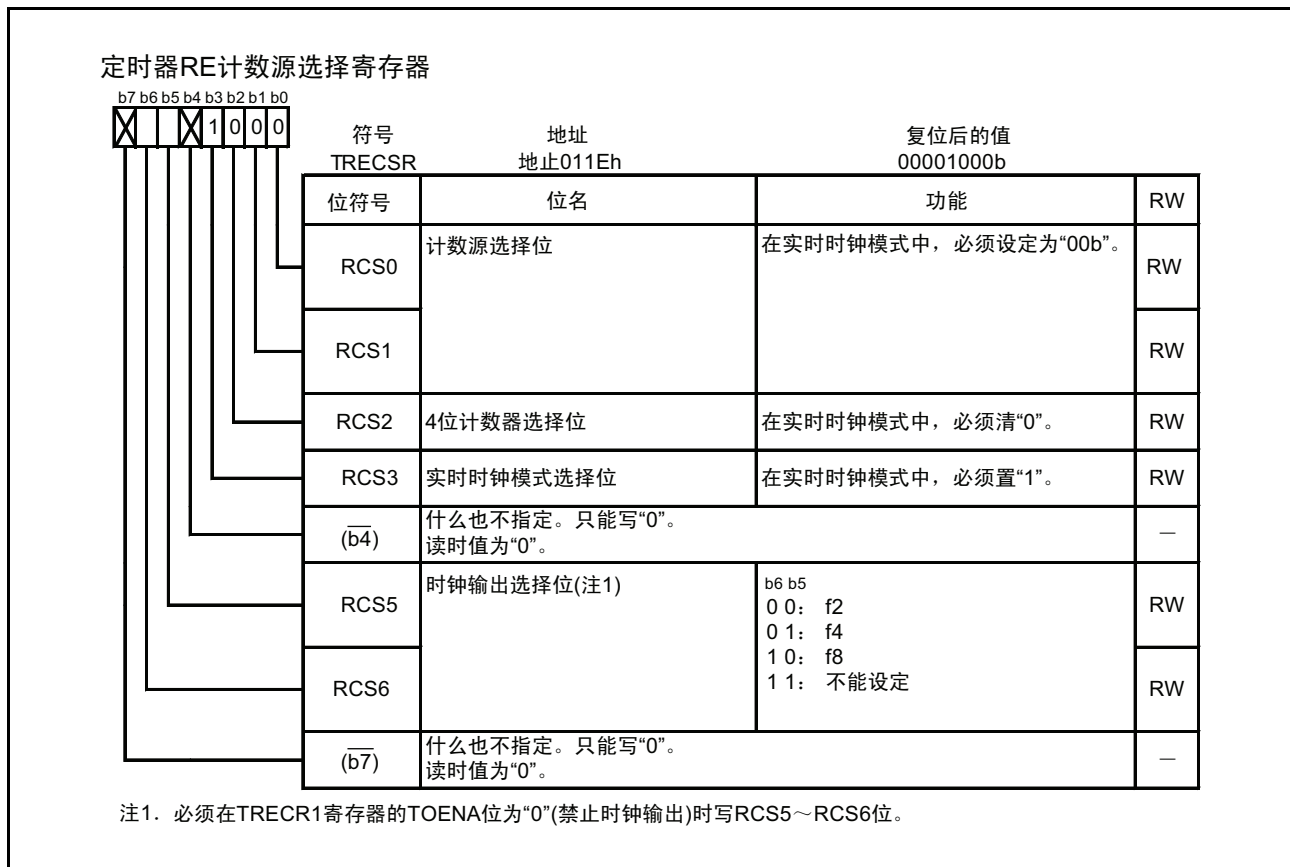 定时器RE计数源选择寄存器
b7 b6 b5 b4 b3 b2 b1 b0
1 0 0 0
符号 地址 复位后的值
TRECSR 地止011Eh 00001000b
位符号 位名 功能 RW
RCS0 计数源选择位 在实时时钟模式中，必须设定为“00b”。 RW
RCS1 RW
RCS2 4位计数器选择位 在实时时钟模式中，必须清“0”。 RW
RCS3 实时时钟模式选择位 在实时时钟模式中，必须置“1”。 RW
(b4) 什么也不指定。只能写“0”。
读时值为“0”。 －
RCS5 时钟输出选择位(注1) b6 b5
0 0： f2
0 1： f4
1 0： f8
1 1： 不能设定
RW
RCS6 RW
(b7) 什么也不指定。只能写“0”。
读时值为“0”。 －
注1．必须在TRECR1寄存器的TOENA位为“0”(禁止时钟输出)时写RCS5～RCS6位。